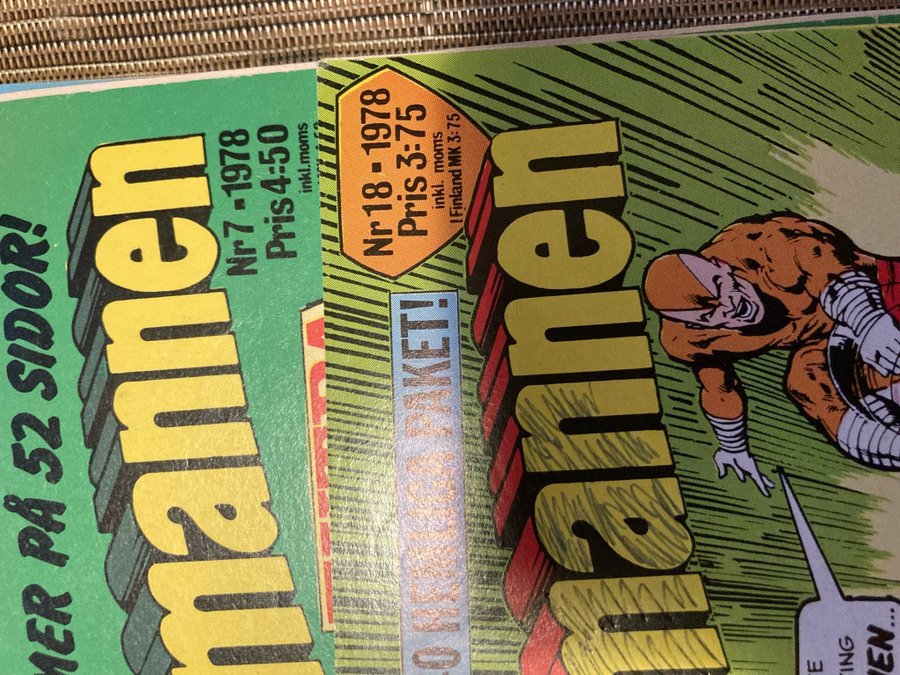 MER PÅ 52 SIDOR!
mannen
Nr 7 - 1978
Pris 4:50
inkl. moms
Nr 18 - 1978
Pris 3:75
inkl. moms
I Finland MK 3:75
HEMLIGA PAKET!
mannen